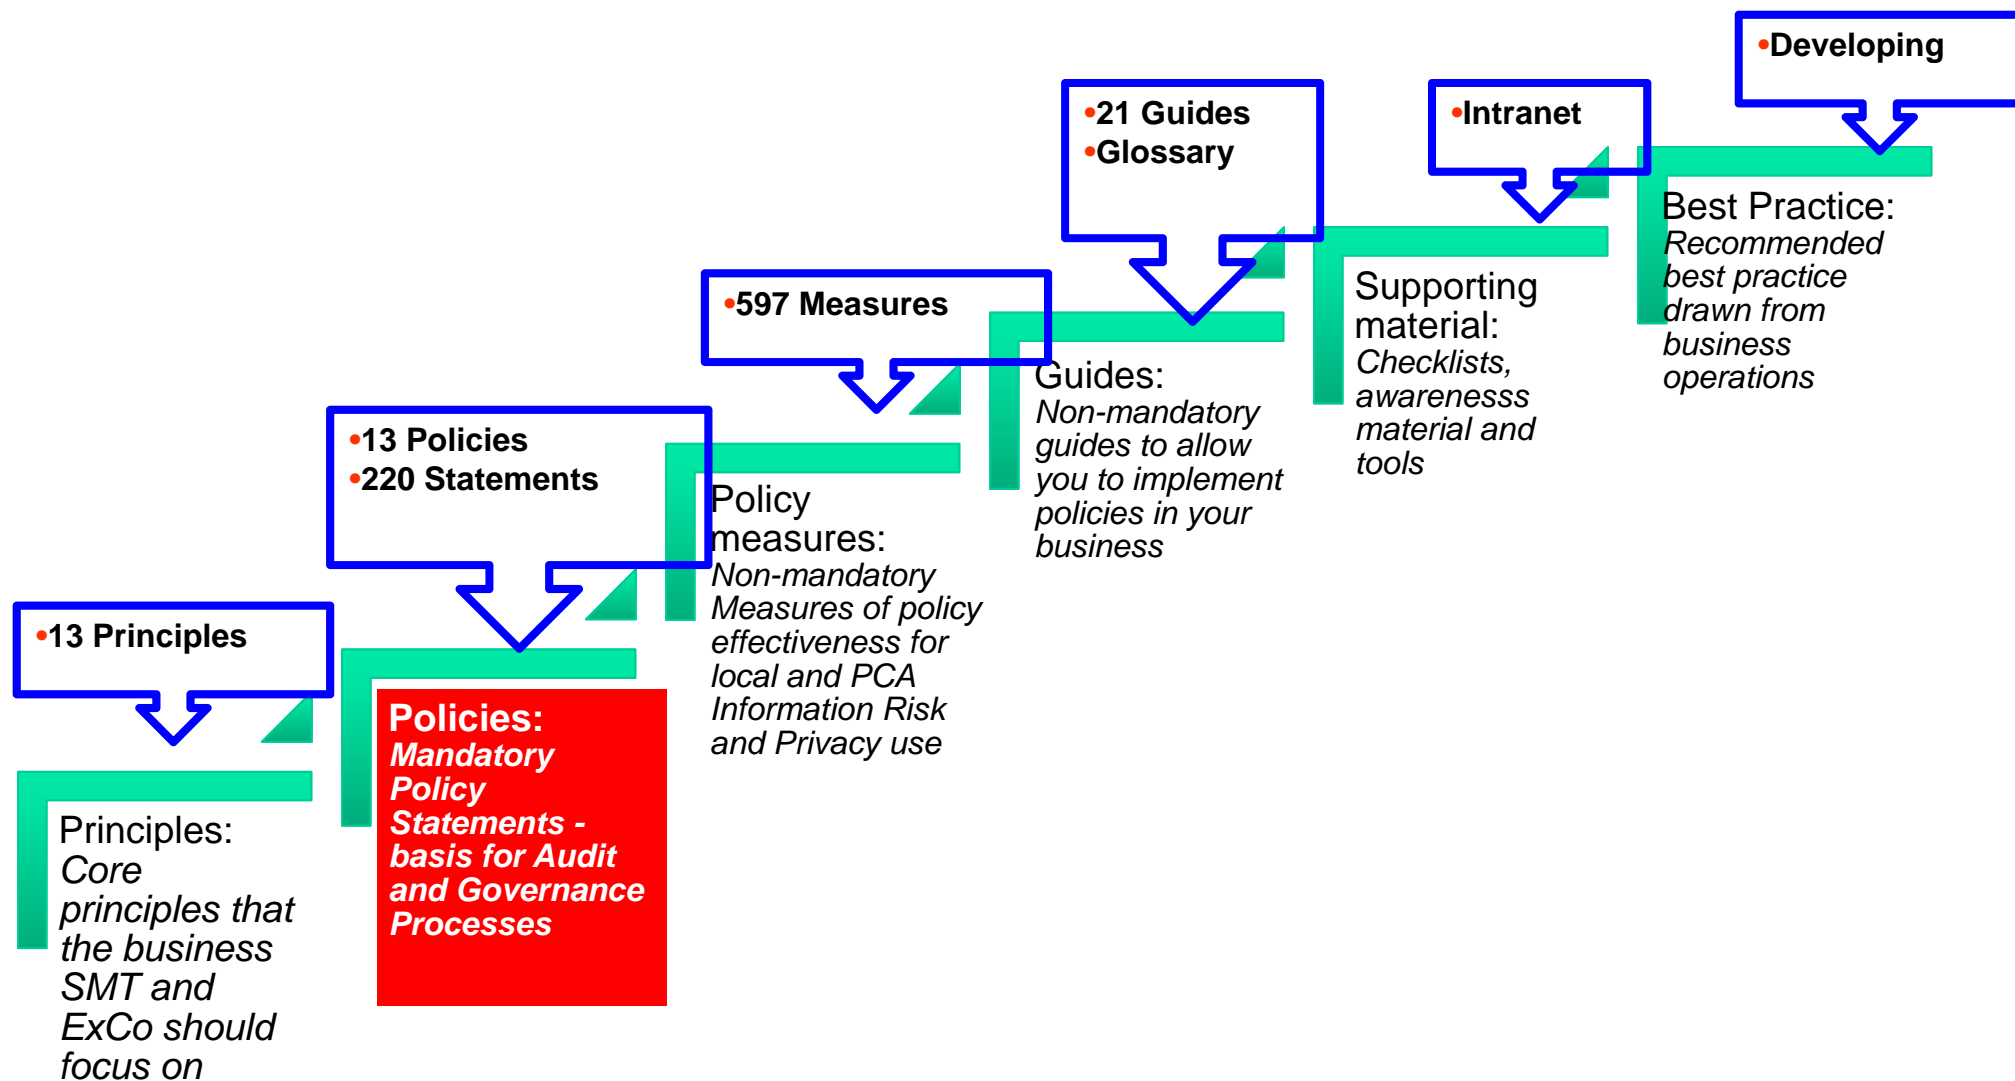 •13 Principles
Principles:
Core
principles that
the business
SMT and
ExCo should
focus on
•13 Policies
•220 Statements
Policies:
Mandatory
Policy
Statements -
basis for Audit
and Governance
Processes
•597 Measures
Policy
measures:
Non-mandatory
Measures of policy
effectiveness for
local and PCA
Information Risk
and Privacy use
•21 Guides
•Glossary
Guides:
Non-mandatory
guides to allow
you to implement
policies in your
business
•Intranet
Supporting
material:
Checklists,
awarenesss
material and
tools
•Developing
Best Practice:
Recommended
best practice
drawn from
business
operations